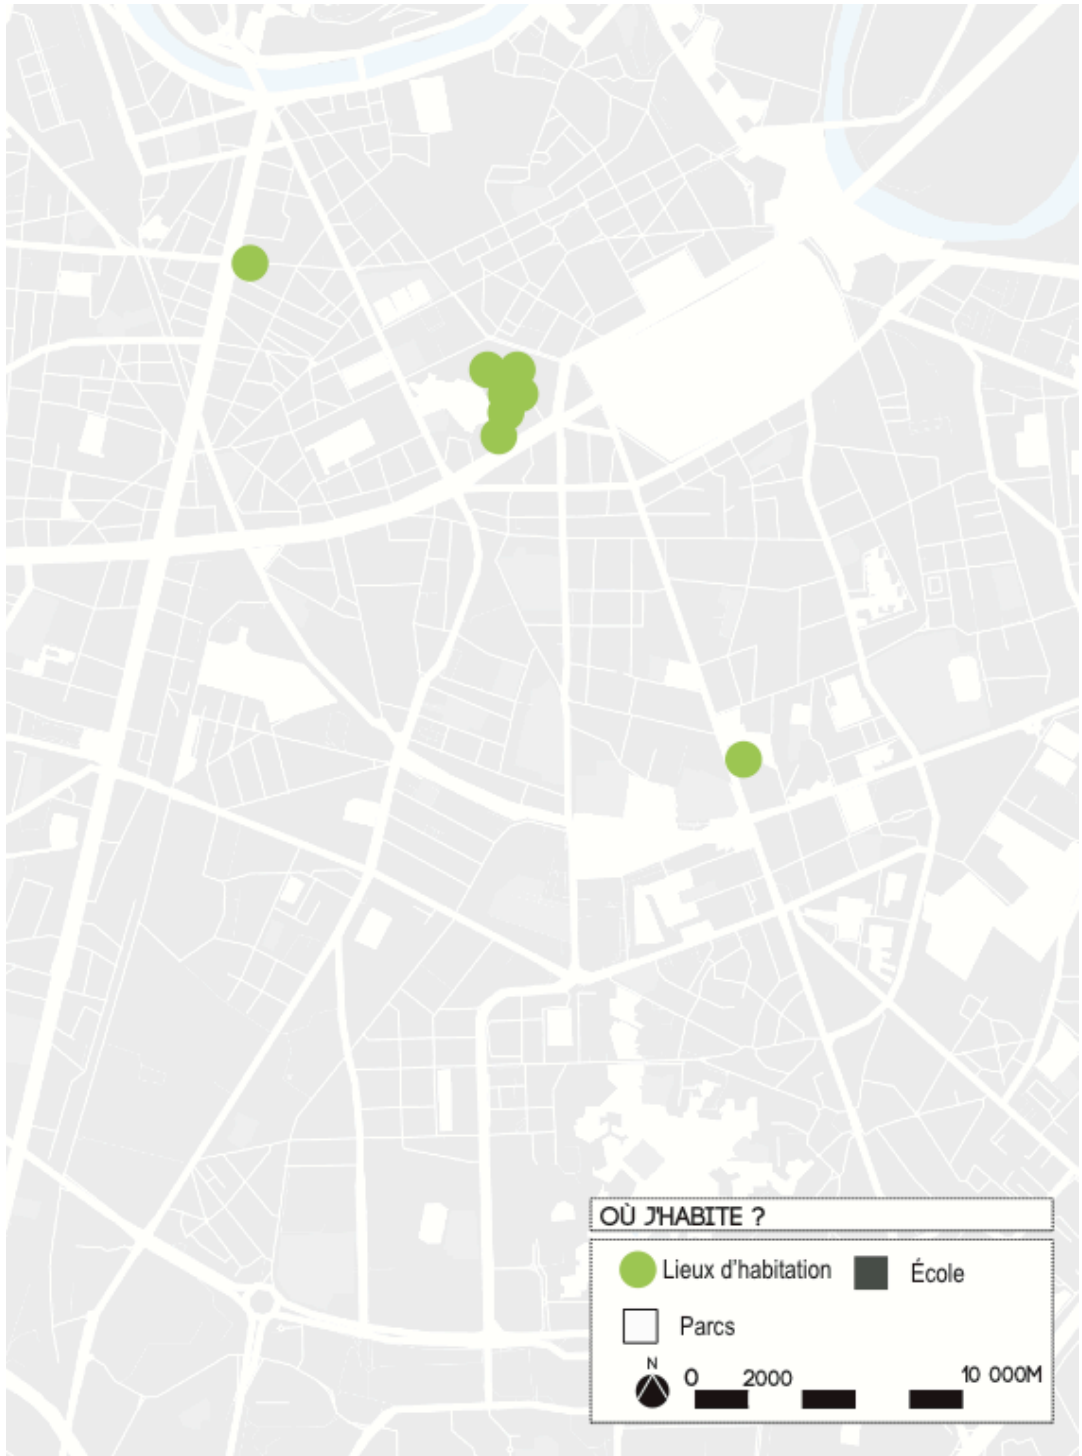 OÙ J'HABITE ?
Lieux d'habitation
École
Parcs
N
0 2000 10 000M